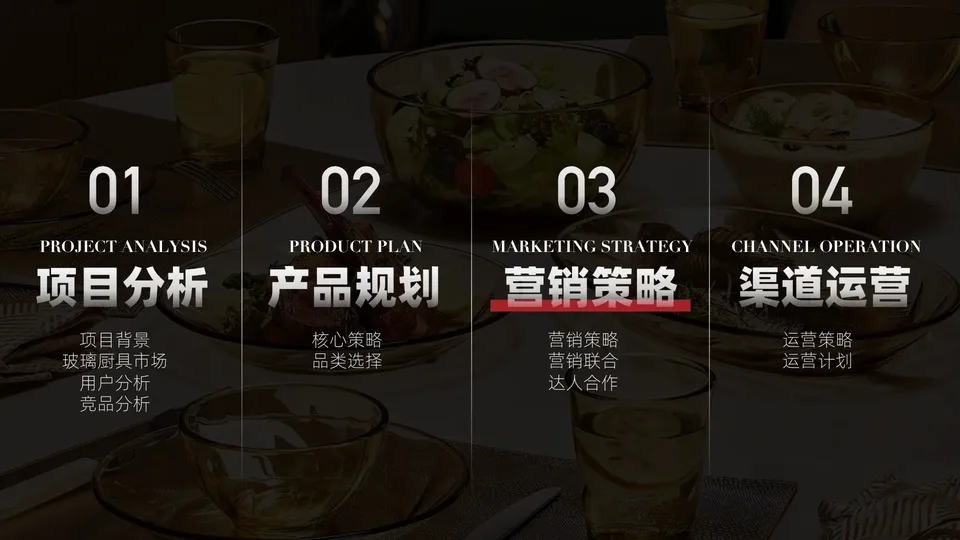 01
PROJECT ANALYSIS
项目分析
项目背景
玻璃厨具市场
用户分析
竞品分析
02
PRODUCT PLAN
产品规划
核心策略
品类选择
03
MARKETING STRATEGY
营销策略
营销策略
营销联合
达人合作
04
CHANNEL OPERATION
渠道运营
运营策略
运营计划